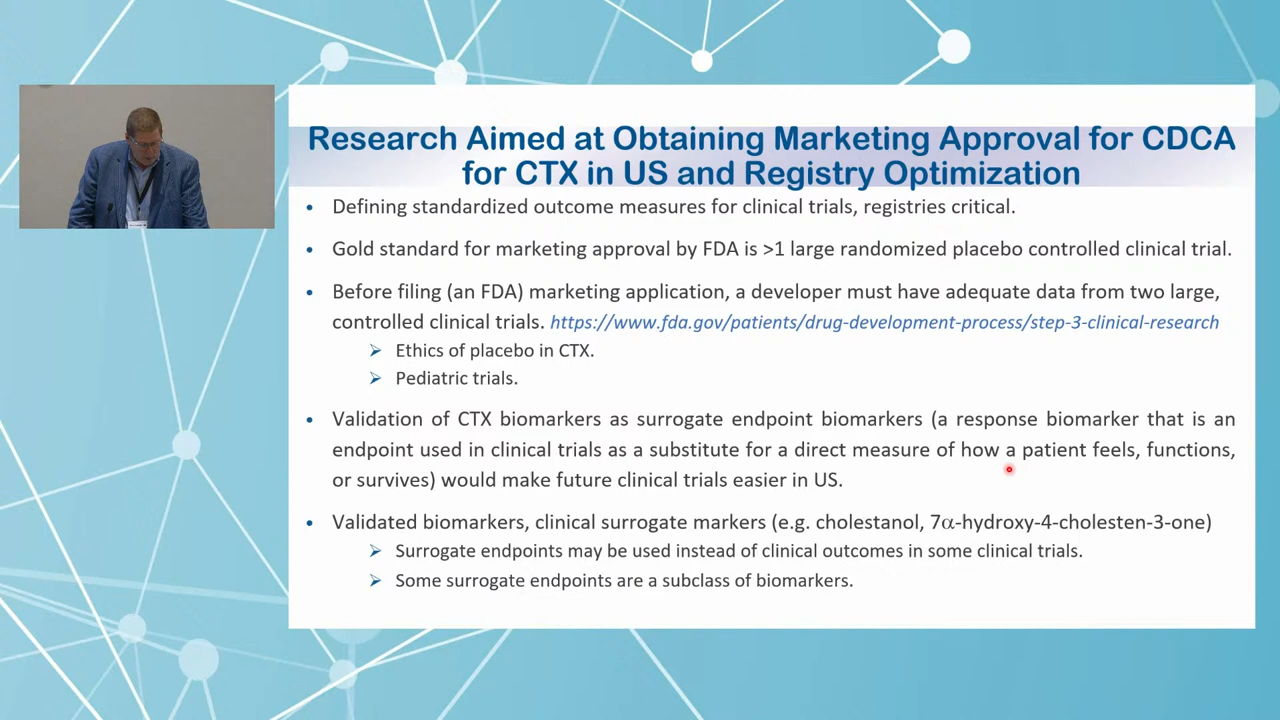 Research Aimed at Obtaining Marketing Approval for CDCA
for CTX in US and Registry Optimization
• Defining standardized outcome measures for clinical trials, registries critical.
• Gold standard for marketing approval by FDA is >1 large randomized placebo controlled clinical trial.
• Before filing (an FDA) marketing application, a developer must have adequate data from two large,
controlled clinical trials. https://www.fda.gov/patients/drug-development-process/step-3-clinical-research
➢ Ethics of placebo in CTX.
➢ Pediatric trials.
• Validation of CTX biomarkers as surrogate endpoint biomarkers (a response biomarker that is an
endpoint used in clinical trials as a substitute for a direct measure of how a patient feels, functions,
or survives) would make future clinical trials easier in US.
• Validated biomarkers, clinical surrogate markers (e.g. cholestanol, 7α-hydroxy-4-cholesten-3-one)
➢ Surrogate endpoints may be used instead of clinical outcomes in some clinical trials.
➢ Some surrogate endpoints are a subclass of biomarkers.